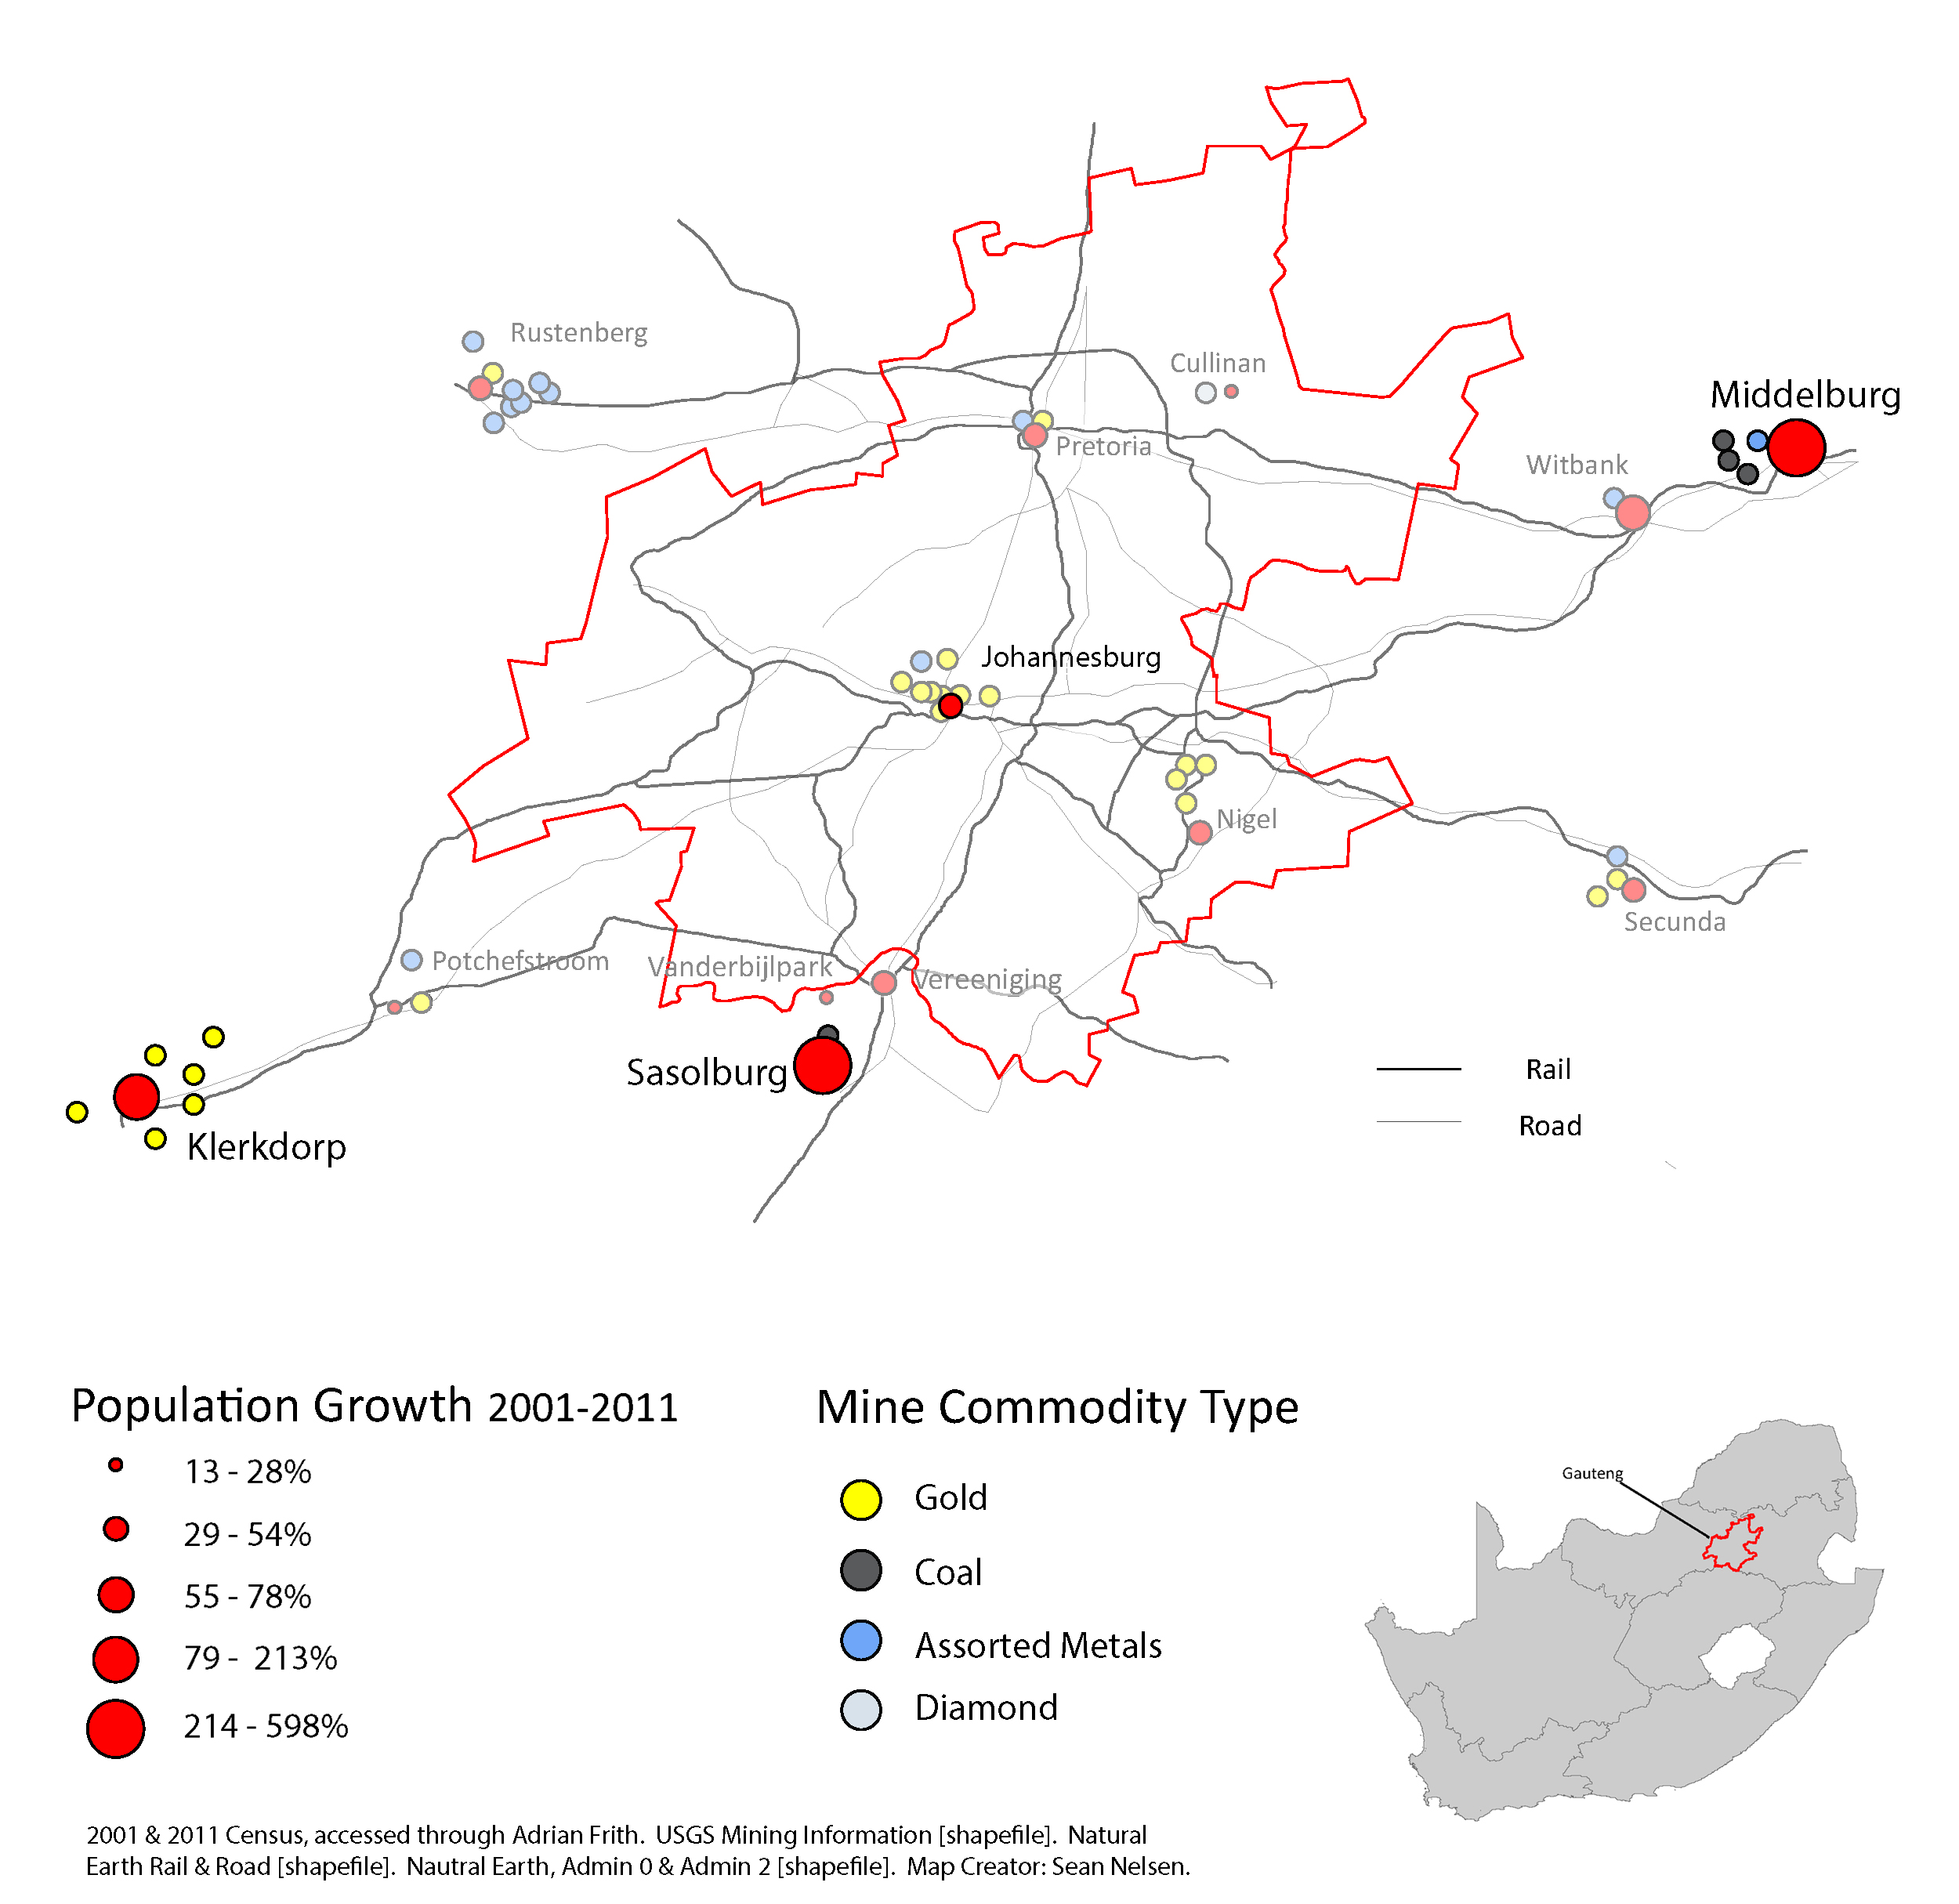 Rustenberg
Cullinan
Middelburg
Pretoria
Witbank
Johannesburg
Nigel
Secunda
Potchefstroom
Vanderbijlpark
Vereeniging
Sasolburg
Klerkdorp
Rail
Road
Population Growth 2001-2011
13 - 28%
29 - 54%
55 - 78%
79 - 213%
214 - 598%
Mine Commodity Type
Gold
Coal
Assorted Metals
Diamond
Gauteng
2001 & 2011 Census, accessed through Adrian Frith. USGS Mining Information [shapefile]. Natural
Earth Rail & Road [shapefile]. Nautral Earth, Admin 0 & Admin 2 [shapefile]. Map Creator: Sean Nelsen.